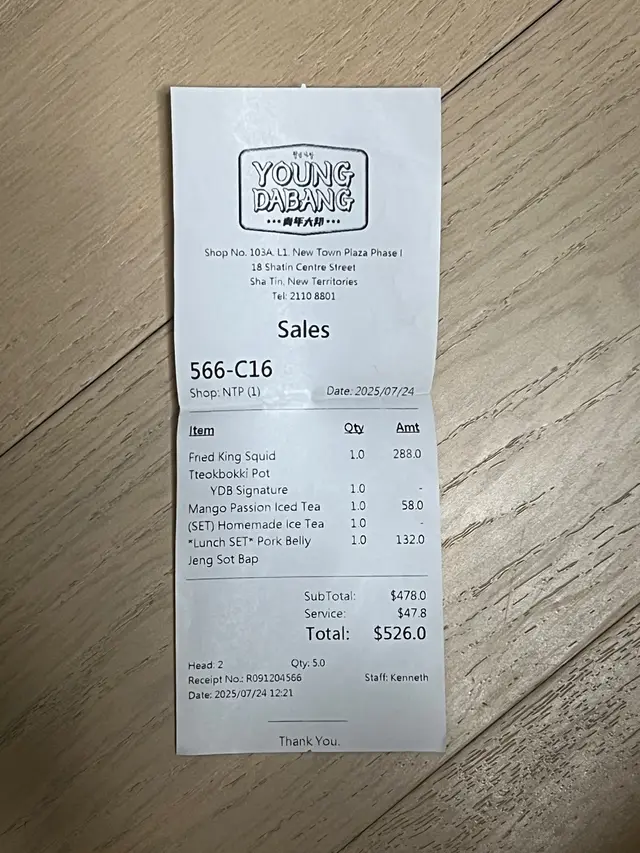 청년다방
YOUNG
DABANG
青年大邦
Shop No. 103A, L1, New Town Plaza Phase I
18 Shatin Centre Street
Sha Tin, New Territories
Tel: 2110 8801
Sales
566-C16
Shop: NTP (1) Date: 2025/07/24
Item Qty Amt
Fried King Squid 1.0 288.0
Tteokbokki Pot
YDB Signature 1.0 -
Mango Passion Iced Tea 1.0 58.0
(SET) Homemade Ice Tea 1.0 -
*Lunch SET* Pork Belly 1.0 132.0
Jeng Sot Bap
SubTotal: $478.0
Service: $47.8
Total: $526.0
Head: 2 Qty: 5.0
Receipt No.: R091204566 Staff: Kenneth
Date: 2025/07/24 12:21
Thank You.